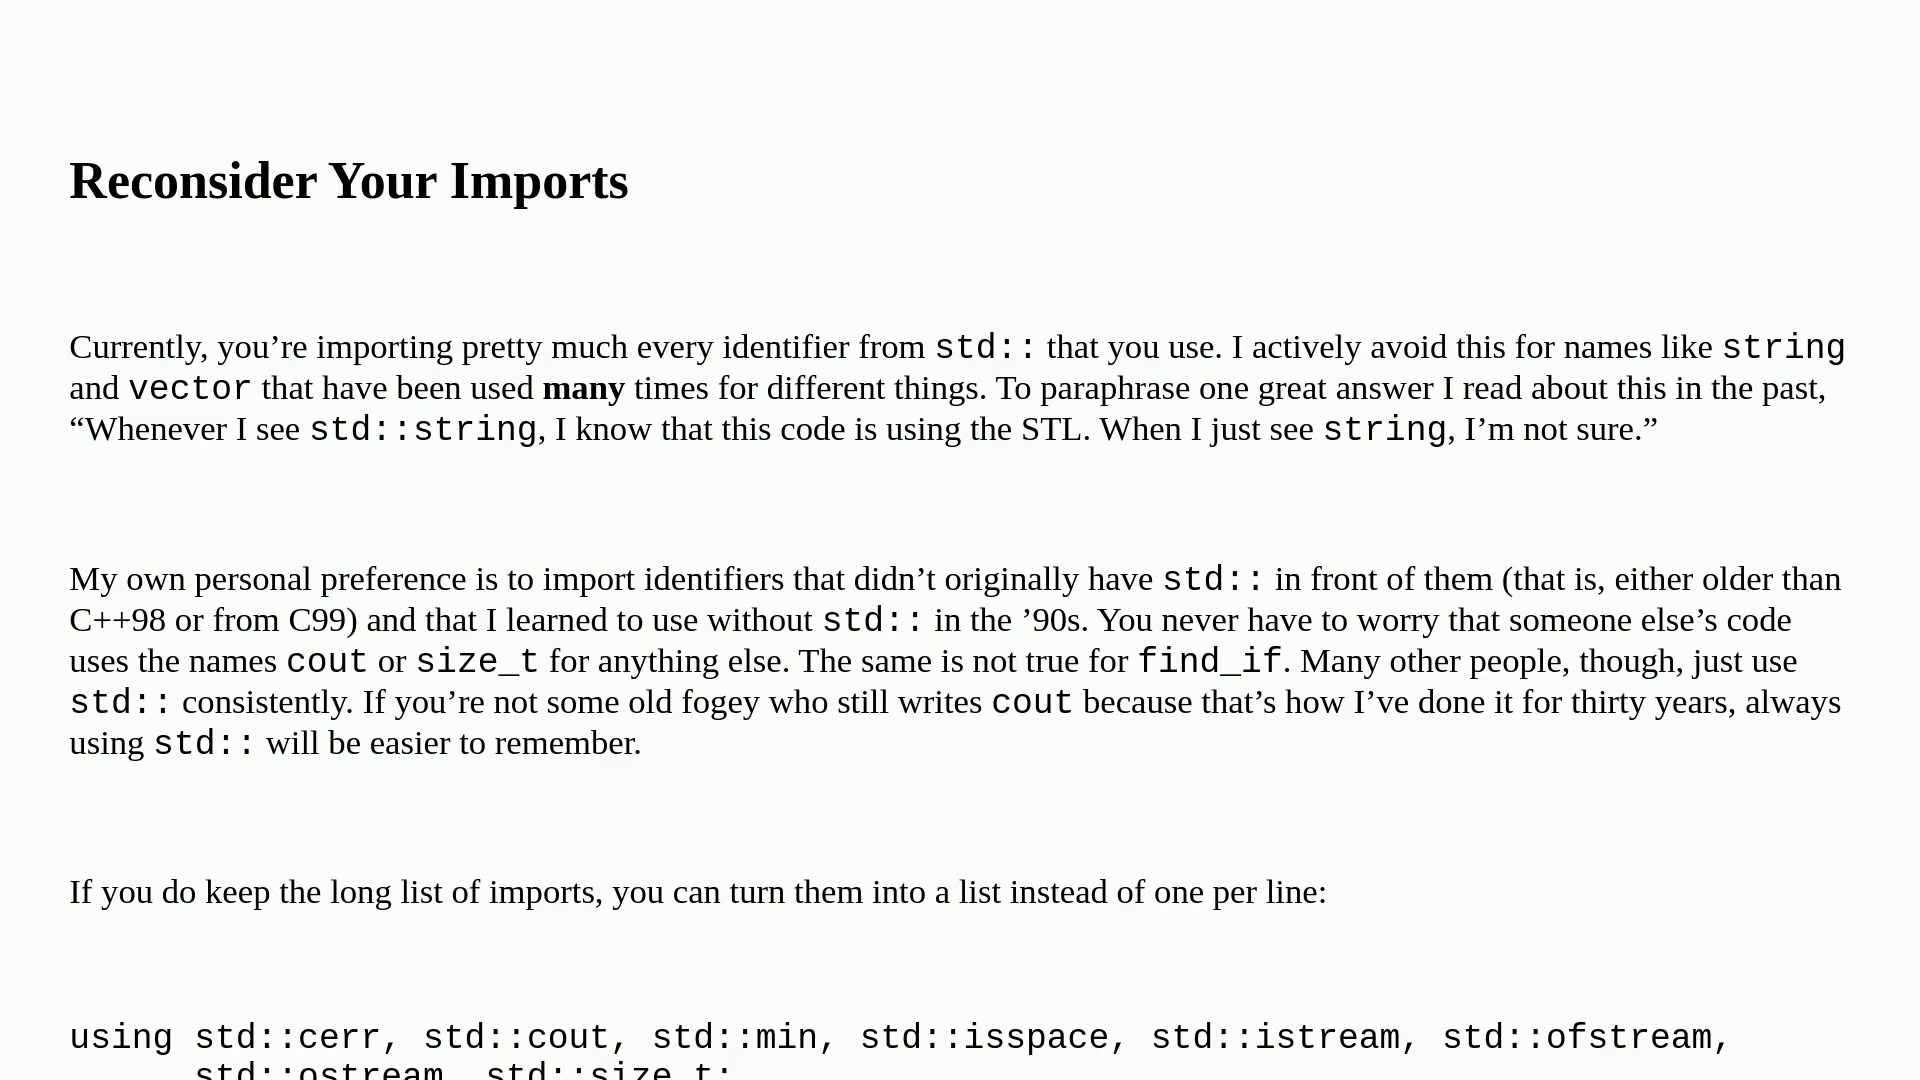 Reconsider Your Imports
Currently, you’re importing pretty much every identifier from std:: that you use. I actively avoid this for names like string
and vector that have been used many times for different things. To paraphrase one great answer I read about this in the past,
“Whenever I see std::string, I know that this code is using the STL. When I just see string, I’m not sure.”
My own personal preference is to import identifiers that didn’t originally have std:: in front of them (that is, either older than
C++98 or from C99) and that I learned to use without std:: in the ’90s. You never have to worry that someone else’s code
uses the names cout or size_t for anything else. The same is not true for find_if. Many other people, though, just use
std:: consistently. If you’re not some old fogey who still writes cout because that’s how I’ve done it for thirty years, always
using std:: will be easier to remember.
If you do keep the long list of imports, you can turn them into a list instead of one per line:
using std::cerr, std::cout, std::min, std::isspace, std::istream, std::ofstream,
std::ostream, std::size_t;